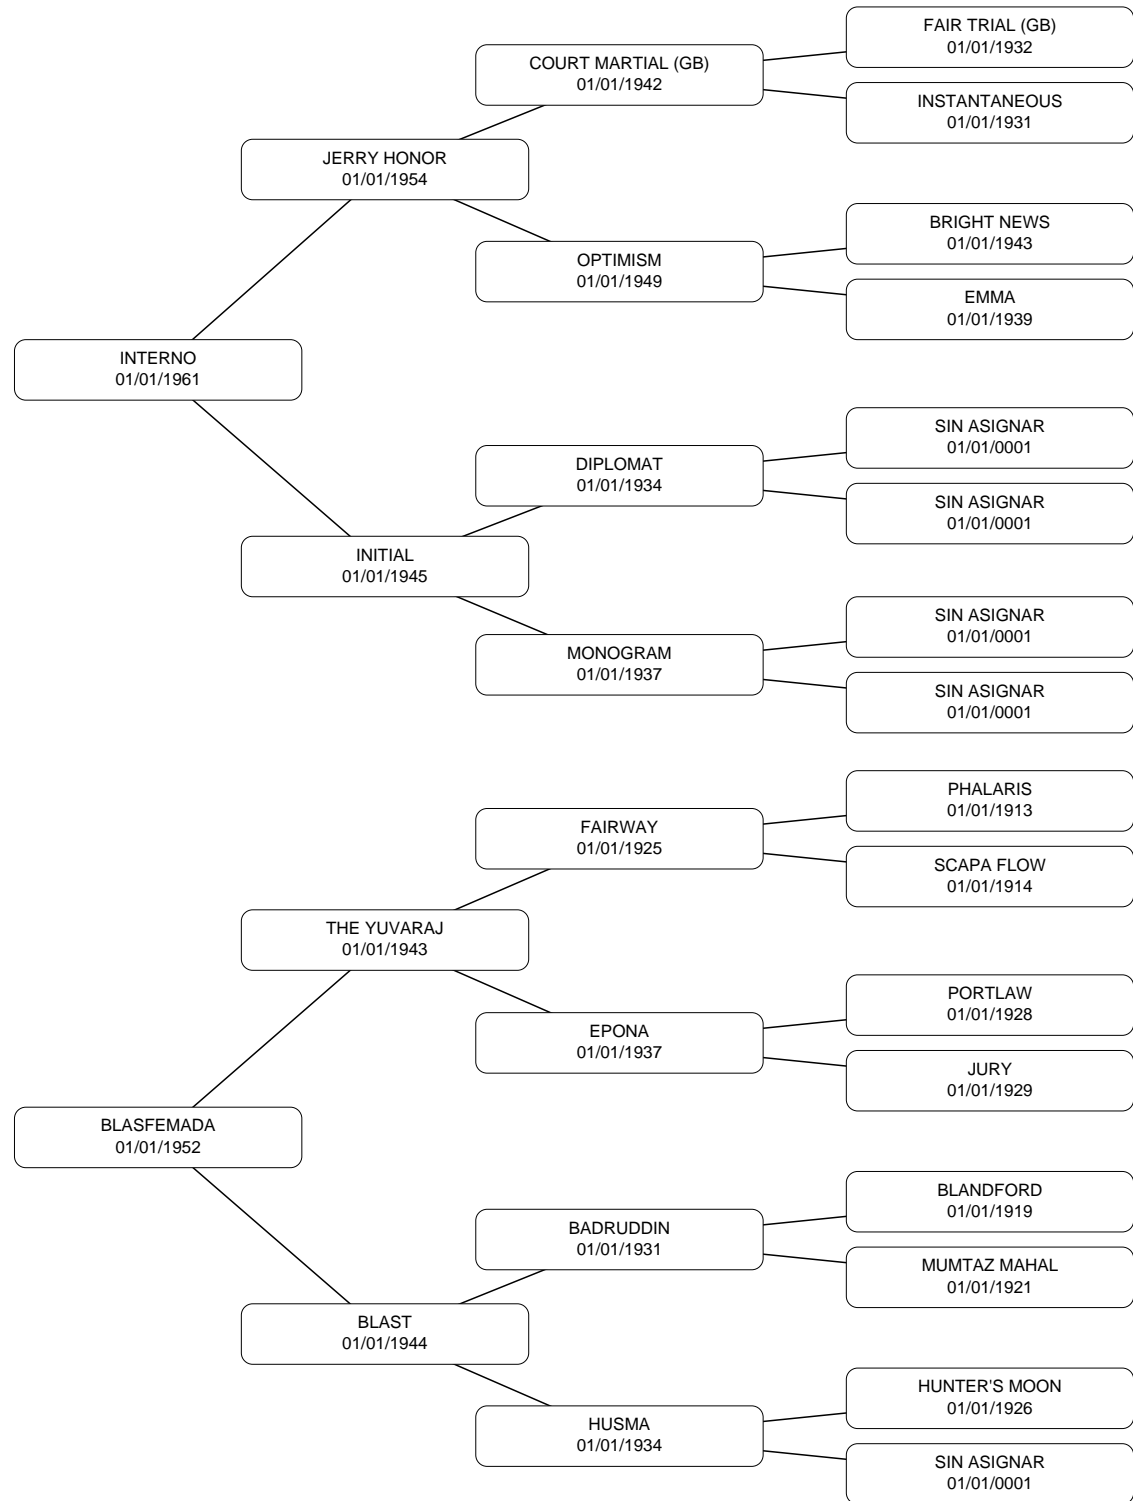 FAIR TRIAL (GB)
01/01/1932
COURT MARTIAL (GB)
01/01/1942
INSTANTANEOUS
01/01/1931
JERRY HONOR
01/01/1954
BRIGHT NEWS
01/01/1943
OPTIMISM
01/01/1949
EMMA
01/01/1939
INTERNO
01/01/1961
SIN ASIGNAR
01/01/0001
DIPLOMAT
01/01/1934
SIN ASIGNAR
01/01/0001
INITIAL
01/01/1945
SIN ASIGNAR
01/01/0001
MONOGRAM
01/01/1937
SIN ASIGNAR
01/01/0001
PHALARIS
01/01/1913
FAIRWAY
01/01/1925
SCAPA FLOW
01/01/1914
THE YUVARAJ
01/01/1943
PORTLAW
01/01/1928
EPONA
01/01/1937
JURY
01/01/1929
BLASFEMADA
01/01/1952
BLANDFORD
01/01/1919
BADRUDDIN
01/01/1931
MUMTAZ MAHAL
01/01/1921
BLAST
01/01/1944
HUNTER'S MOON
01/01/1926
HUSMA
01/01/1934
SIN ASIGNAR
01/01/0001